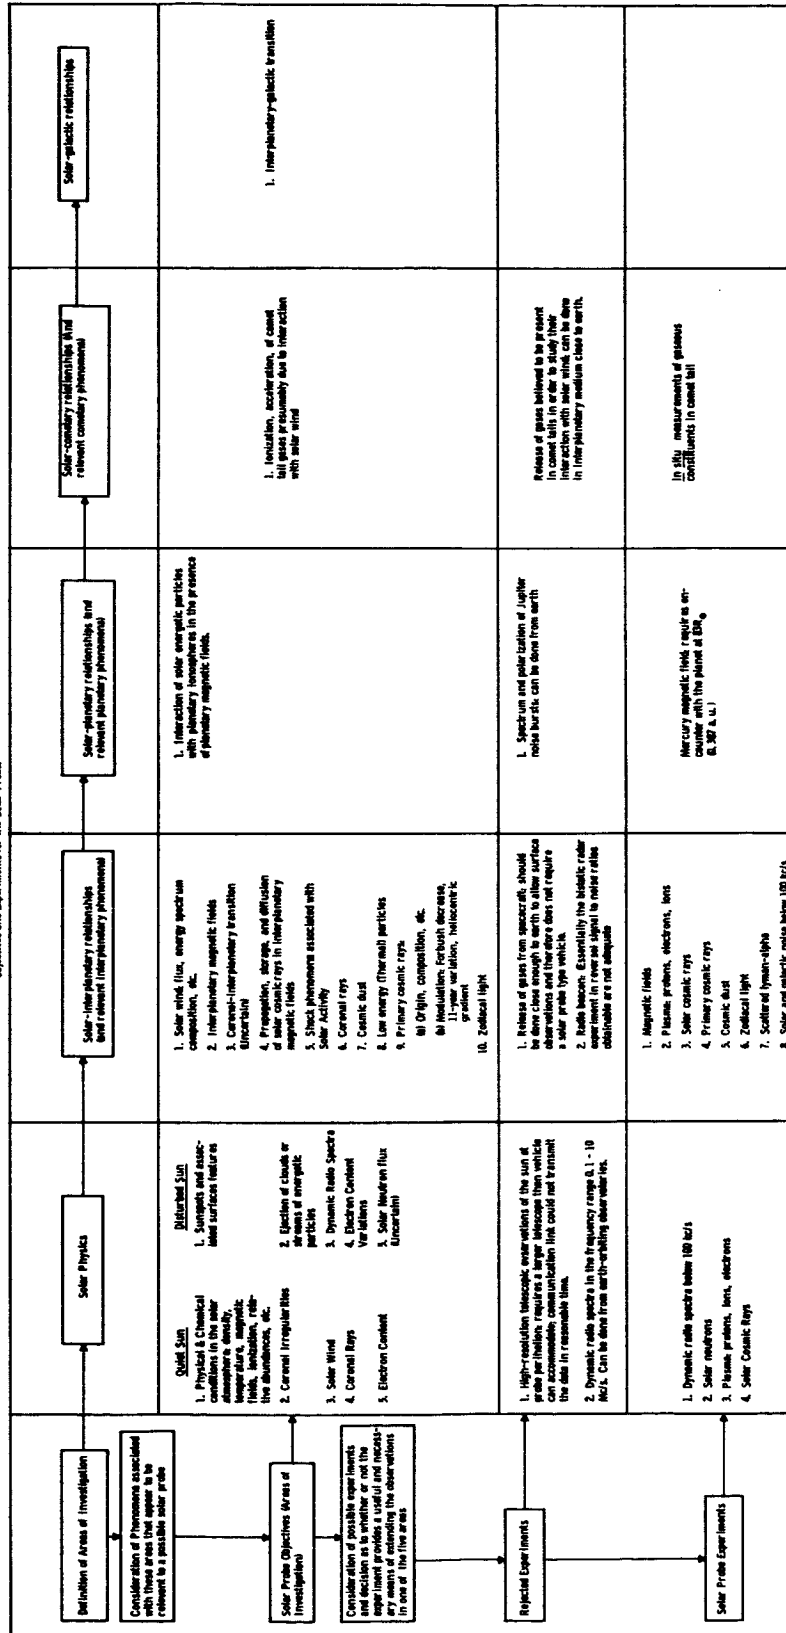 Definition of Areas of Investigation
Solar Physics
Solar-interplanetary relationships
(and relevant interplanetary phenomena)
Solar-planetary relationships (and
relevant planetary phenomena)
Solar-cometary relationships (And
relevant cometary phenomena)
Solar-galactic relationships
Consideration of Phenomena associated
with these areas that appear to be
relevant to a possible solar probe
Solar Probe Objectives (Areas of
Investigation)
Quiet Sun
1. Physical & Chemical
conditions in the solar
atmosphere: density,
temperature, magnetic
fields, ionization, rela-
tive abundances, etc.
2. Coronal Irregularities
3. Solar Wind
4. Coronal Rays
5. Electron Content
Disturbed Sun
1. Sunspots and assoc-
iated surfaces features
2. Ejection of clouds or
streams of energetic
particles
3. Dynamic Radio Spectra
4. Electron Content
Variations
5. Solar Neutron flux
(Uncertain)
1. Solar wind: flux, energy spectrum
composition, etc.
2. Interplanetary magnetic fields
3. Coronal-interplanetary transition
(Uncertain)
4. Propagation, storage, and diffusion
of solar cosmic rays in interplanetary
magnetic fields
5. Shock phenomena associated with
Solar Activity
6. Coronal rays
7. Cosmic dust
8. Low energy (Thermal) particles
9. Primary cosmic rays:
(a) Origin, composition, etc.
(b) Modulation: Forbush decrease,
11-year variation, heliocentric
gradient
10. Zodiacal light
1. Interaction of solar energetic particles
with planetary ionospheres in the presence
of planetary magnetic fields.
1. Ionization, acceleration, of comet
tail gases presumably due to interaction
with solar wind
1. Interplanetary-galactic transition
Consideration of possible experiments
and decision as to whether or not the
experiment provides a useful and necess-
ary means of extending the observations
in one of the five areas
Rejected Experiments
1. High-resolution telescopic observations of the sun at
probe perihelion: requires a larger telescope than vehicle
can accommodate; communication link could not transmit
the data in reasonable time.
2. Dynamic radio spectra in the frequency range 0.1 - 10
Mc/s. Can be done from earth-orbiting observatories.
1. Release of gases from spacecraft: should
be done close enough to earth to allow surface
observations and therefore does not require
a solar probe type vehicle.
2. Radio beacon: Essentially the bistatic radar
experiment in reverse: signal to noise ratios
obtainable are not adequate
1. Spectrum and polarization of Jupiter
noise bursts: can be done from earth
Release of gases believed to be present
in comet tails in order to study their
interaction with solar wind: can be done
in interplanetary medium close to earth.
Solar Probe Experiments
1. Dynamic radio spectra below 100 kc/s
2. Solar neutrons
3. Plasma: protons, ions, electrons
4. Solar Cosmic Rays
1. Magnetic fields
2. Plasma: protons, electrons, ions
3. Solar cosmic rays
4. Primary cosmic rays
5. Cosmic dust
6. Zodiacal light
7. Scattered lyman-alpha
8. Solar and galactic noise below 100 kc/s
Mercury magnetic field: requires en-
counter with the planet at 83R⊙
(0.387 a. u.)
In situ measurements of gaseous
constituents in comet tail